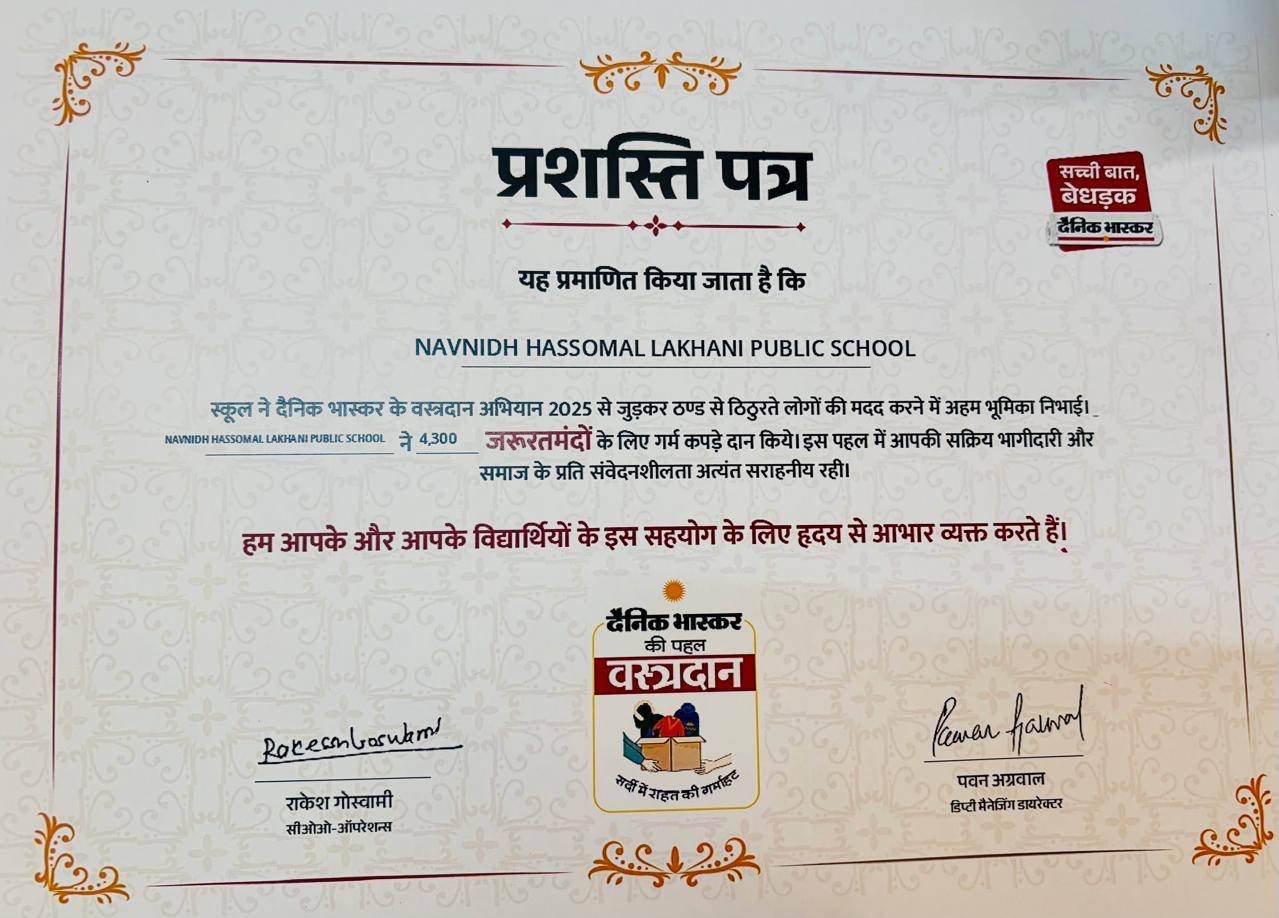 प्रशस्ति पत्र
सच्ची बात,
बेधड़क
दैनिक भास्कर
यह प्रमाणित किया जाता है कि
NAVNIDH HASSOMAL LAKHANI PUBLIC SCHOOL
स्कूल ने दैनिक भास्कर के वस्त्रदान अभियान 2025 से जुड़कर ठण्ड से ठिठुरते लोगों की मदद करने में अहम भूमिका निभाई।
NAVNIDH HASSOMAL LAKHANI PUBLIC SCHOOL ने 4,300 जरूरतमंदों के लिए गर्म कपड़े दान किये। इस पहल में आपकी सक्रिय भागीदारी और
समाज के प्रति संवेदनशीलता अत्यंत सराहनीय रही।
हम आपके और आपके विद्यार्थियों के इस सहयोग के लिए हृदय से आभार व्यक्त करते हैं।
दैनिक भास्कर
की पहल
वस्त्रदान
सर्दी में राहत की गर्माहट
Rakesh Goswami
राकेश गोस्वामी
सीओओ-ऑपरेशन्स
पवन अग्रवाल
डिप्टी मैनेजिंग डायरेक्टर